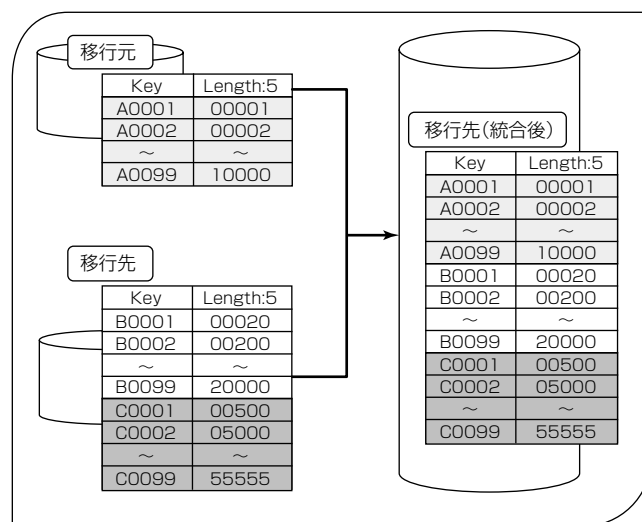 移行元
Key Length:5
A0001 00001
A0002 00002
～ ～
A0099 10000
移行先
Key Length:5
B0001 00020
B0002 00200
～ ～
B0099 20000
C0001 00500
C0002 05000
～ ～
C0099 55555
移行先(統合後)
Key Length:5
A0001 00001
A0002 00002
～ ～
A0099 10000
B0001 00020
B0002 00200
～ ～
B0099 20000
C0001 00500
C0002 05000
～ ～
C0099 55555